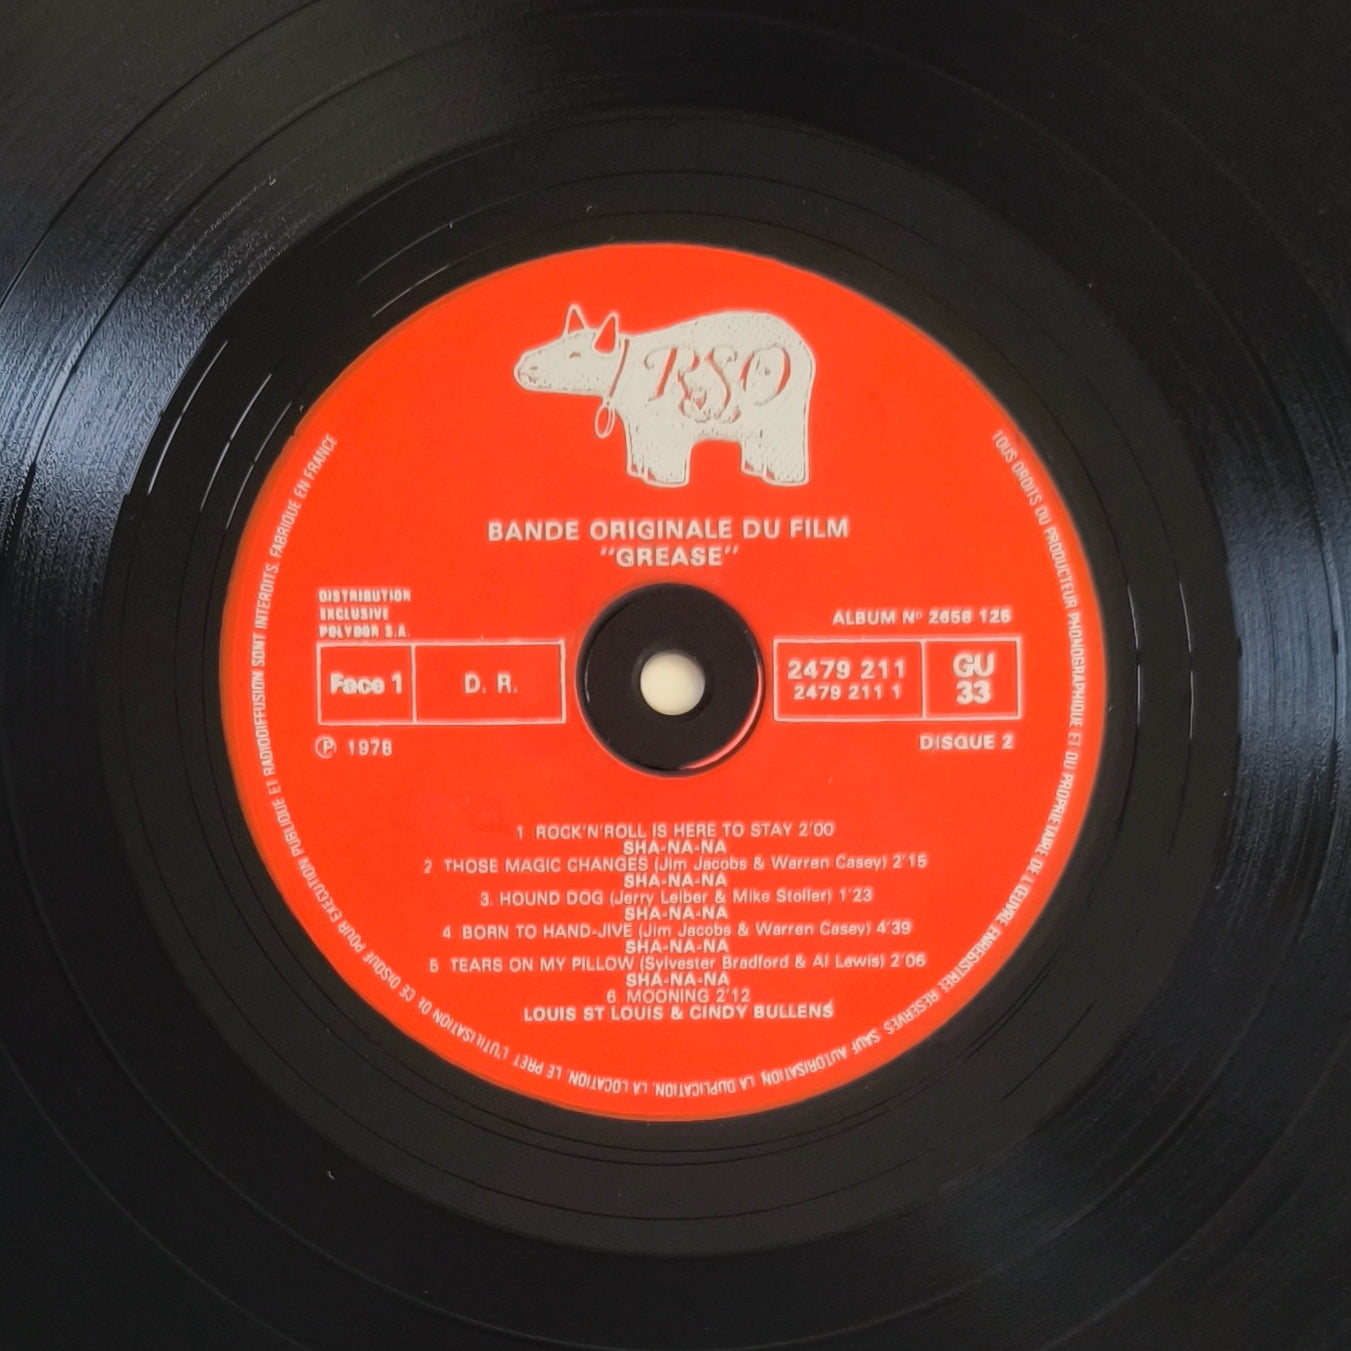 RSO
BANDE ORIGINALE DU FILM
"GREASE"
DISTRIBUTION
EXCLUSIVE
POLYDOR S.A.
ALBUM Nº 2658 125
Face 1
D. R.
2479 211
2479 211 1
GU
33
℗ 1978
DISQUE 2
1 ROCK'N'ROLL IS HERE TO STAY 2'00
SHA-NA-NA
2 THOSE MAGIC CHANGES (Jim Jacobs & Warren Casey) 2'15
SHA-NA-NA
3. HOUND DOG (Jerry Leiber & Mike Stoller) 1'23
SHA-NA-NA
4 BORN TO HAND-JIVE (Jim Jacobs & Warren Casey) 4'39
SHA-NA-NA
5 TEARS ON MY PILLOW (Sylvester Bradford & Al Lewis) 2'06
SHA-NA-NA
6. MOONING 2'12
LOUIS ST LOUIS & CINDY BULLENS
TOUS DROITS DU PRODUCTEUR PHONOGRAPHIQUE ET DU PROPRIETAIRE DE L'ŒUVRE ENREGISTREE RESERVES. SAUF AUTORISATION, LA DUPLICATION, LA LOCATION, LE PRET, L'UTILISATION DE CE DISQUE POUR EXECUTION PUBLIQUE ET RADIODIFFUSION SONT INTERDITS. FABRIQUE EN FRANCE